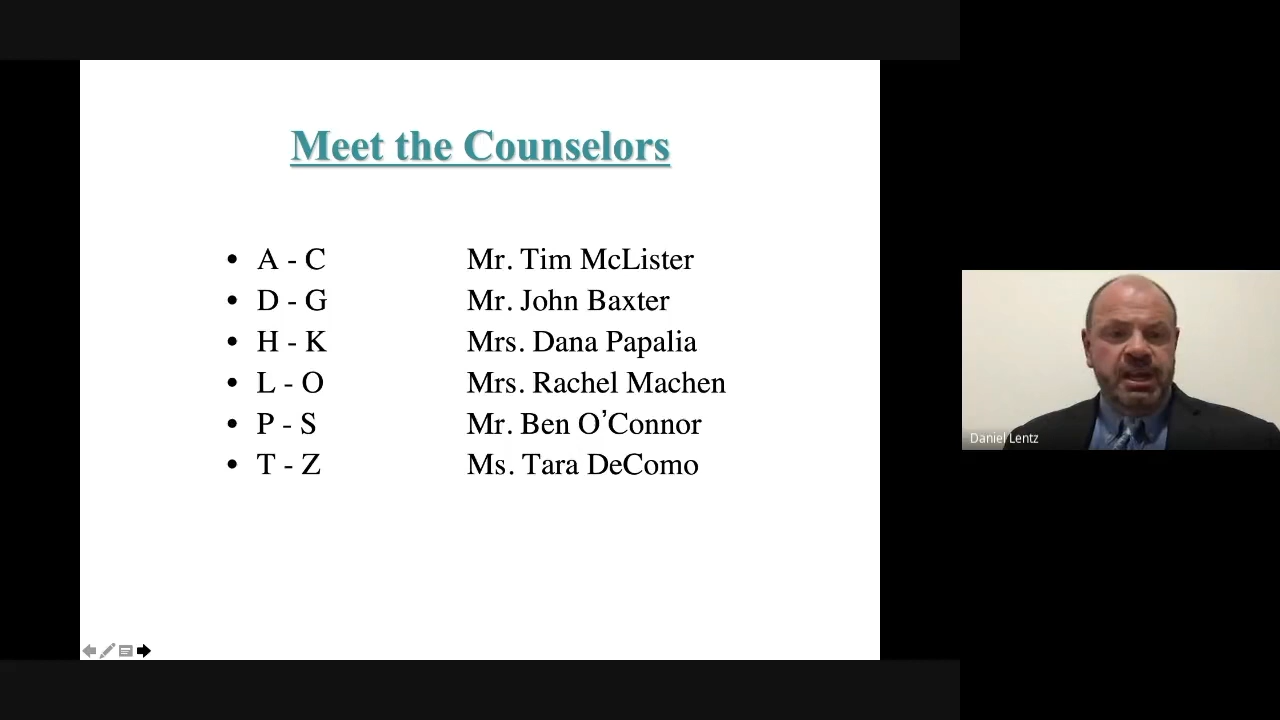 Meet the Counselors
• A - C Mr. Tim McLister
• D - G Mr. John Baxter
• H - K Mrs. Dana Papalia
• L - O Mrs. Rachel Machen
• P - S Mr. Ben O’Connor
• T - Z Ms. Tara DeComo
Daniel Lentz